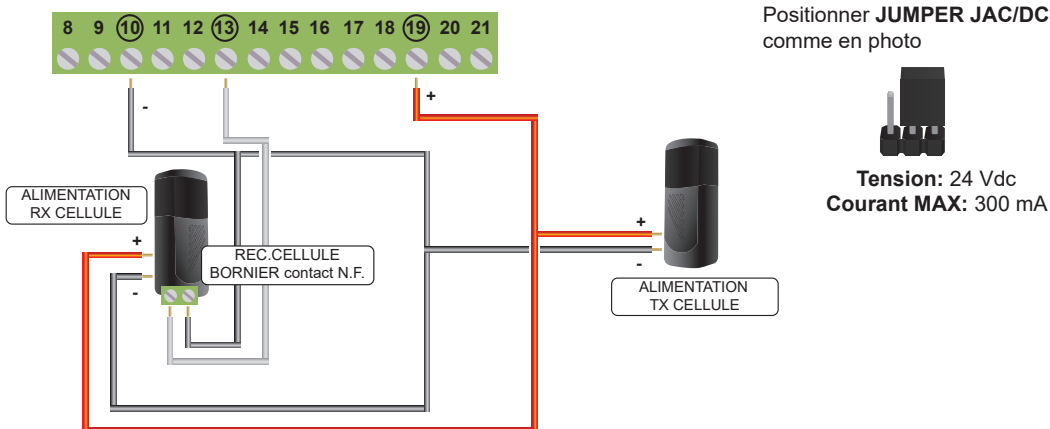 8 9 10 11 12 13 14 15 16 17 18 19 20 21
Positionner JUMPER JAC/DC
comme en photo
-
+
ALIMENTATION
RX CELLULE
+
-
REC.CELLULE
BORNIER contact N.F.
+
-
ALIMENTATION
TX CELLULE
Tension: 24 Vdc
Courant MAX: 300 mA